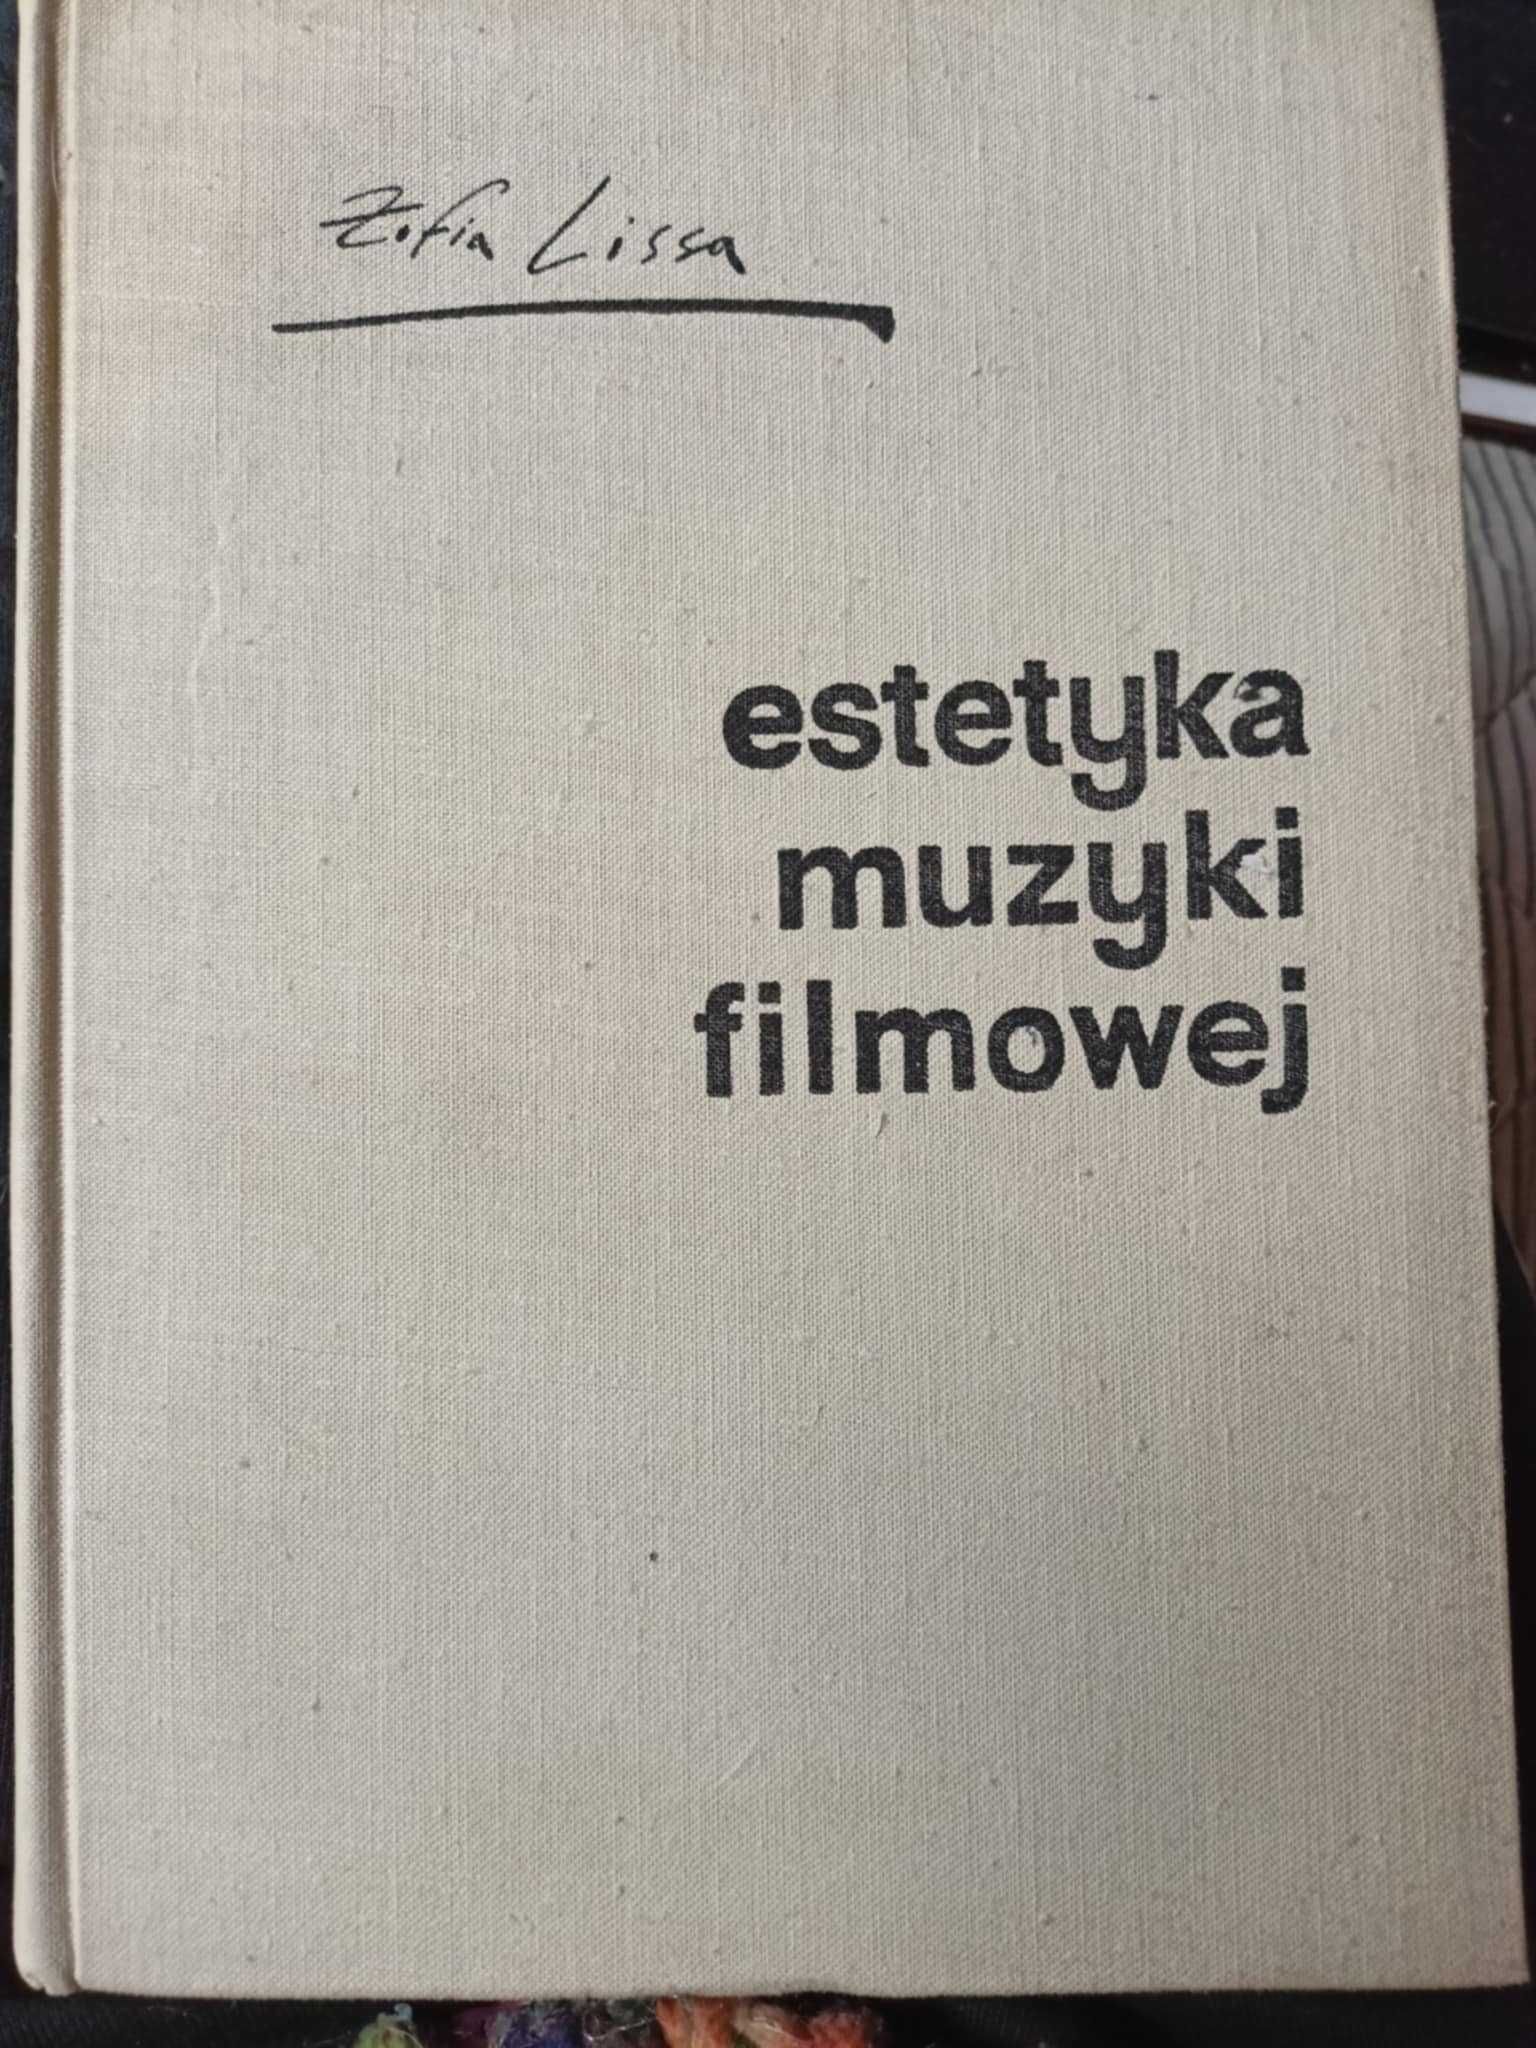 Zofia Lissa
estetyka
muzyki
filmowej